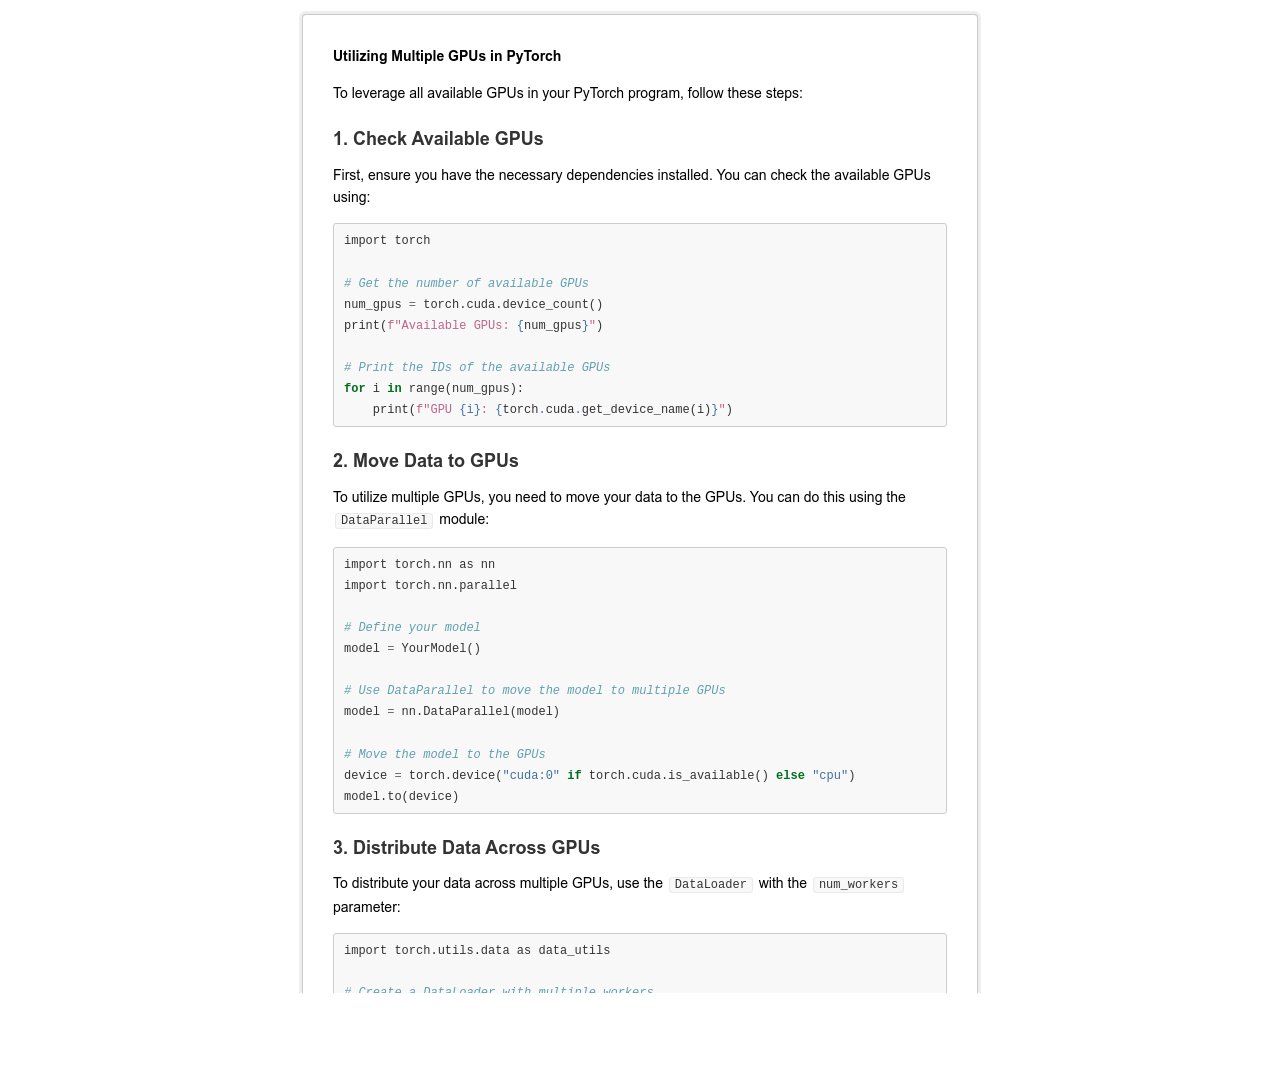 Utilizing Multiple GPUs in PyTorch
To leverage all available GPUs in your PyTorch program, follow these steps:
1. Check Available GPUs
First, ensure you have the necessary dependencies installed. You can check the available GPUs
using:
import torch
# Get the number of available GPUs
num_gpus = torch.cuda.device_count()
print(f"Available GPUs: {num_gpus}")
# Print the IDs of the available GPUs
for i in range(num_gpus):
    print(f"GPU {i}: {torch.cuda.get_device_name(i)}")
2. Move Data to GPUs
To utilize multiple GPUs, you need to move your data to the GPUs. You can do this using the
DataParallel module:
import torch.nn as nn
import torch.nn.parallel
# Define your model
model = YourModel()
# Use DataParallel to move the model to multiple GPUs
model = nn.DataParallel(model)
# Move the model to the GPUs
device = torch.device("cuda:0" if torch.cuda.is_available() else "cpu")
model.to(device)
3. Distribute Data Across GPUs
To distribute your data across multiple GPUs, use the DataLoader with the num_workers
parameter:
import torch.utils.data as data_utils
# Create a DataLoader with multiple workers